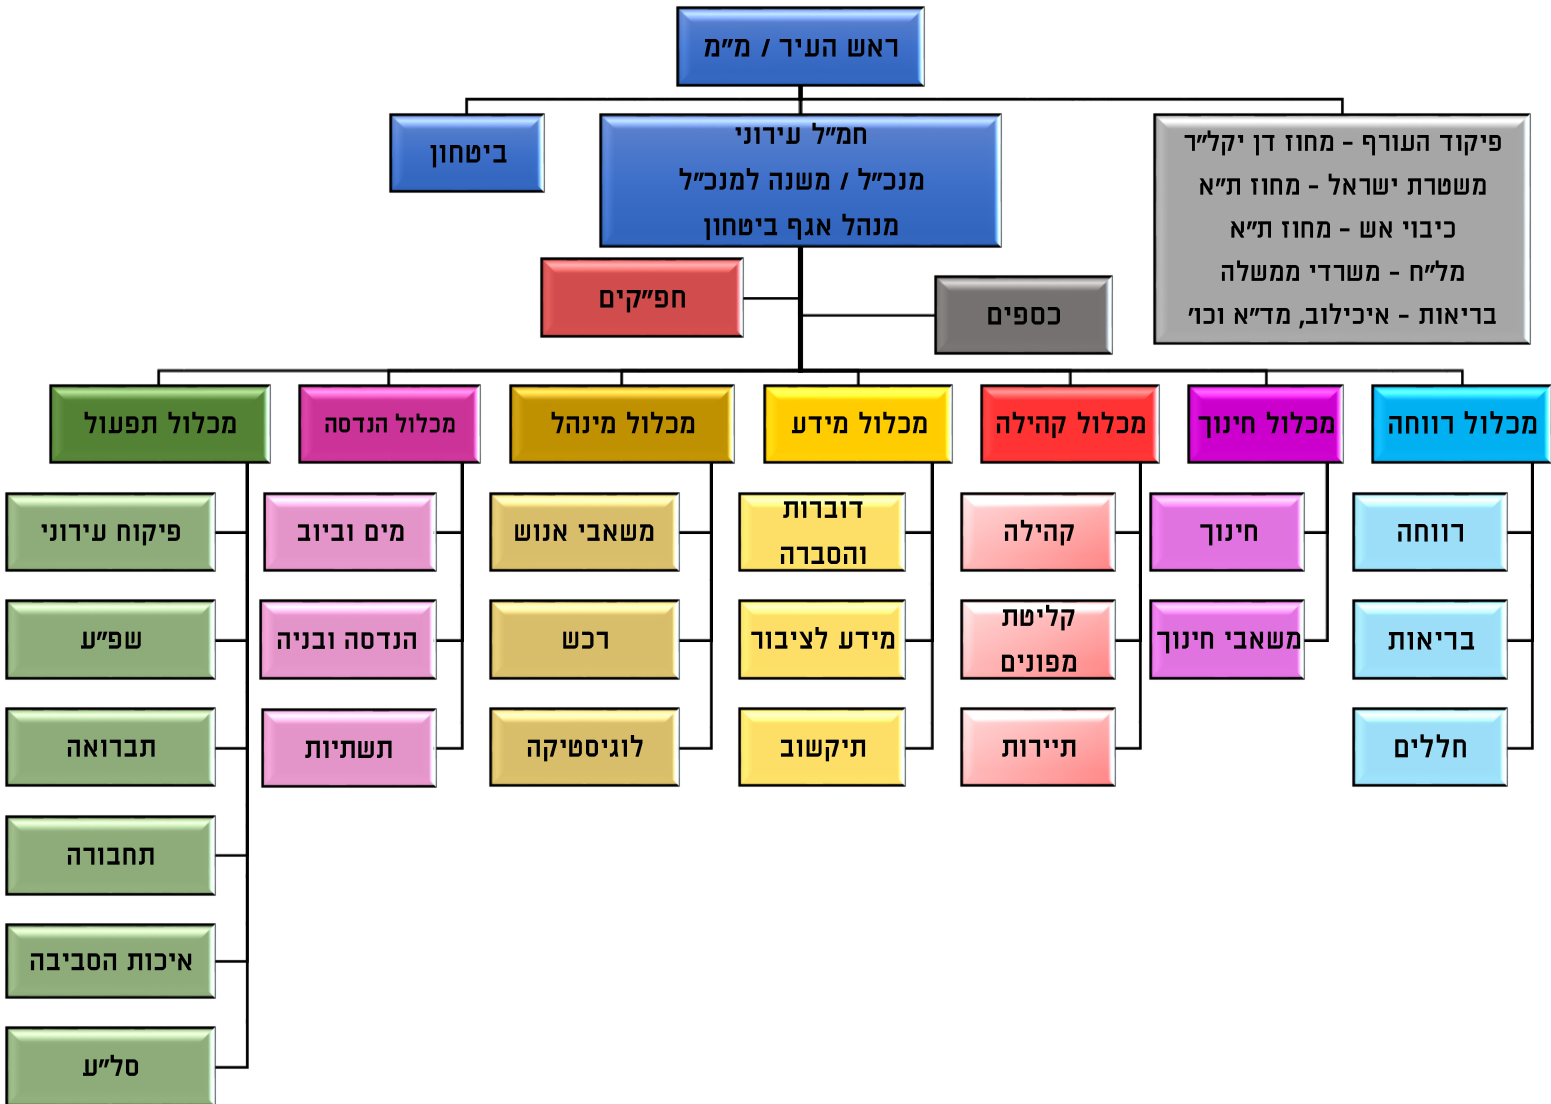 ראש העיר / מ"מ
פיקוד העורף - מחוז דן יקל"ר
משטרת ישראל - מחוז ת"א
כיבוי אש - מחוז ת"א
מל"ח - משרדי ממשלה
בריאות - איכילוב, מד"א וכו'
חמ"ל עירוני
מנכ"ל / משנה למנכ"ל
מנהל אגף ביטחון
ביטחון
כספים
חפ"קים
מכלול רווחה
רווחה
בריאות
חללים
מכלול חינוך
חינוך
משאבי חינוך
מכלול קהילה
קהילה
קליטת
מפונים
תיירות
מכלול מידע
דוברות
והסברה
מידע לציבור
תיקשוב
מכלול מינהל
משאבי אנוש
רכש
לוגיסטיקה
מכלול הנדסה
מים וביוב
הנדסה ובניה
תשתיות
מכלול תפעול
פיקוח עירוני
שפ"ע
תברואה
תחבורה
איכות הסביבה
סל"ע